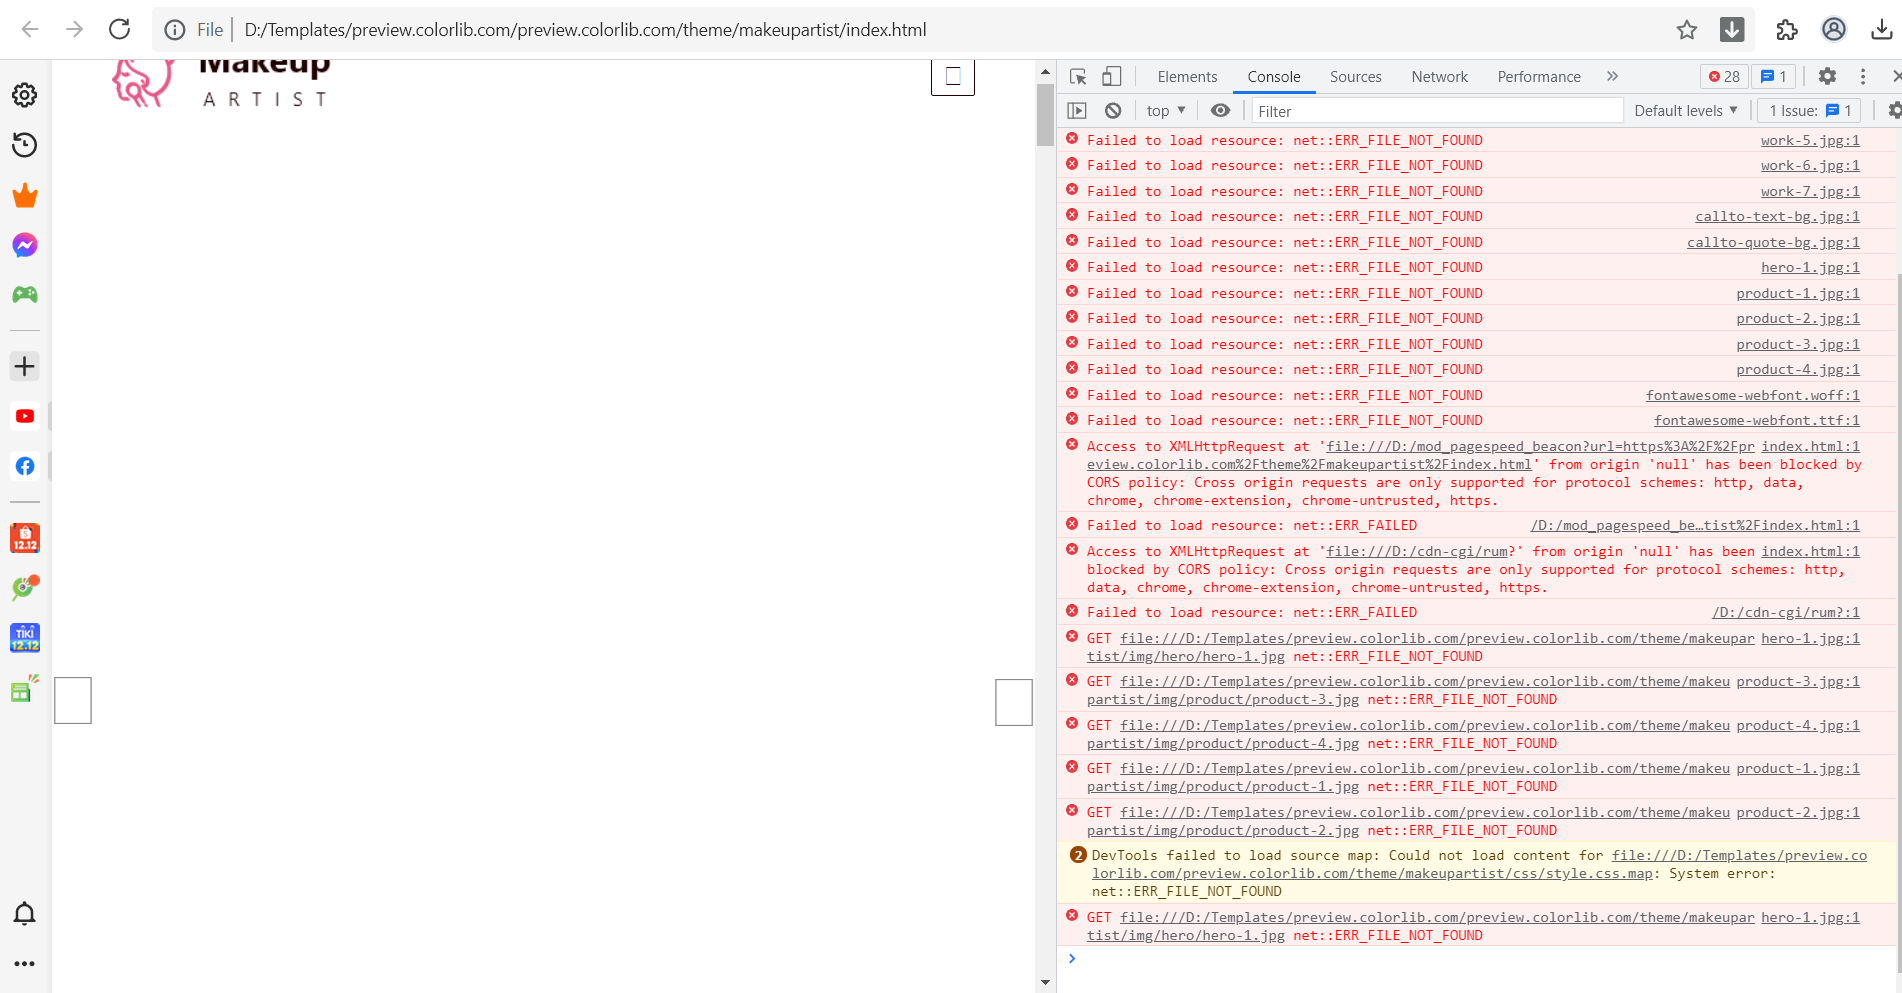 File D:/Templates/preview.colorlib.com/preview.colorlib.com/theme/makeupartist/index.html
Makeup
ARTIST
12.12
TIKI
12.12
Elements Console Sources Network Performance » 28 1
top Filter Default levels 1 Issue: 1
Failed to load resource: net::ERR_FILE_NOT_FOUND work-5.jpg:1
Failed to load resource: net::ERR_FILE_NOT_FOUND work-6.jpg:1
Failed to load resource: net::ERR_FILE_NOT_FOUND work-7.jpg:1
Failed to load resource: net::ERR_FILE_NOT_FOUND callto-text-bg.jpg:1
Failed to load resource: net::ERR_FILE_NOT_FOUND callto-quote-bg.jpg:1
Failed to load resource: net::ERR_FILE_NOT_FOUND hero-1.jpg:1
Failed to load resource: net::ERR_FILE_NOT_FOUND product-1.jpg:1
Failed to load resource: net::ERR_FILE_NOT_FOUND product-2.jpg:1
Failed to load resource: net::ERR_FILE_NOT_FOUND product-3.jpg:1
Failed to load resource: net::ERR_FILE_NOT_FOUND product-4.jpg:1
Failed to load resource: net::ERR_FILE_NOT_FOUND fontawesome-webfont.woff:1
Failed to load resource: net::ERR_FILE_NOT_FOUND fontawesome-webfont.ttf:1
Access to XMLHttpRequest at 'file:///D:/mod_pagespeed_beacon?url=https%3A%2F%2Fpr index.html:1
eview.colorlib.com%2Ftheme%2Fmakeupartist%2Findex.html' from origin 'null' has been blocked by
CORS policy: Cross origin requests are only supported for protocol schemes: http, data,
chrome, chrome-extension, chrome-untrusted, https.
Failed to load resource: net::ERR_FAILED /D:/mod_pagespeed_be…tist%2Findex.html:1
Access to XMLHttpRequest at 'file:///D:/cdn-cgi/rum?' from origin 'null' has been index.html:1
blocked by CORS policy: Cross origin requests are only supported for protocol schemes: http,
data, chrome, chrome-extension, chrome-untrusted, https.
Failed to load resource: net::ERR_FAILED /D:/cdn-cgi/rum?:1
GET file:///D:/Templates/preview.colorlib.com/preview.colorlib.com/theme/makeupar hero-1.jpg:1
tist/img/hero/hero-1.jpg net::ERR_FILE_NOT_FOUND
GET file:///D:/Templates/preview.colorlib.com/preview.colorlib.com/theme/makeu product-3.jpg:1
partist/img/product/product-3.jpg net::ERR_FILE_NOT_FOUND
GET file:///D:/Templates/preview.colorlib.com/preview.colorlib.com/theme/makeu product-4.jpg:1
partist/img/product/product-4.jpg net::ERR_FILE_NOT_FOUND
GET file:///D:/Templates/preview.colorlib.com/preview.colorlib.com/theme/makeu product-1.jpg:1
partist/img/product/product-1.jpg net::ERR_FILE_NOT_FOUND
GET file:///D:/Templates/preview.colorlib.com/preview.colorlib.com/theme/makeu product-2.jpg:1
partist/img/product/product-2.jpg net::ERR_FILE_NOT_FOUND
2 DevTools failed to load source map: Could not load content for file:///D:/Templates/preview.co
lorlib.com/preview.colorlib.com/theme/makeupartist/css/style.css.map: System error:
net::ERR_FILE_NOT_FOUND
GET file:///D:/Templates/preview.colorlib.com/preview.colorlib.com/theme/makeupar hero-1.jpg:1
tist/img/hero/hero-1.jpg net::ERR_FILE_NOT_FOUND